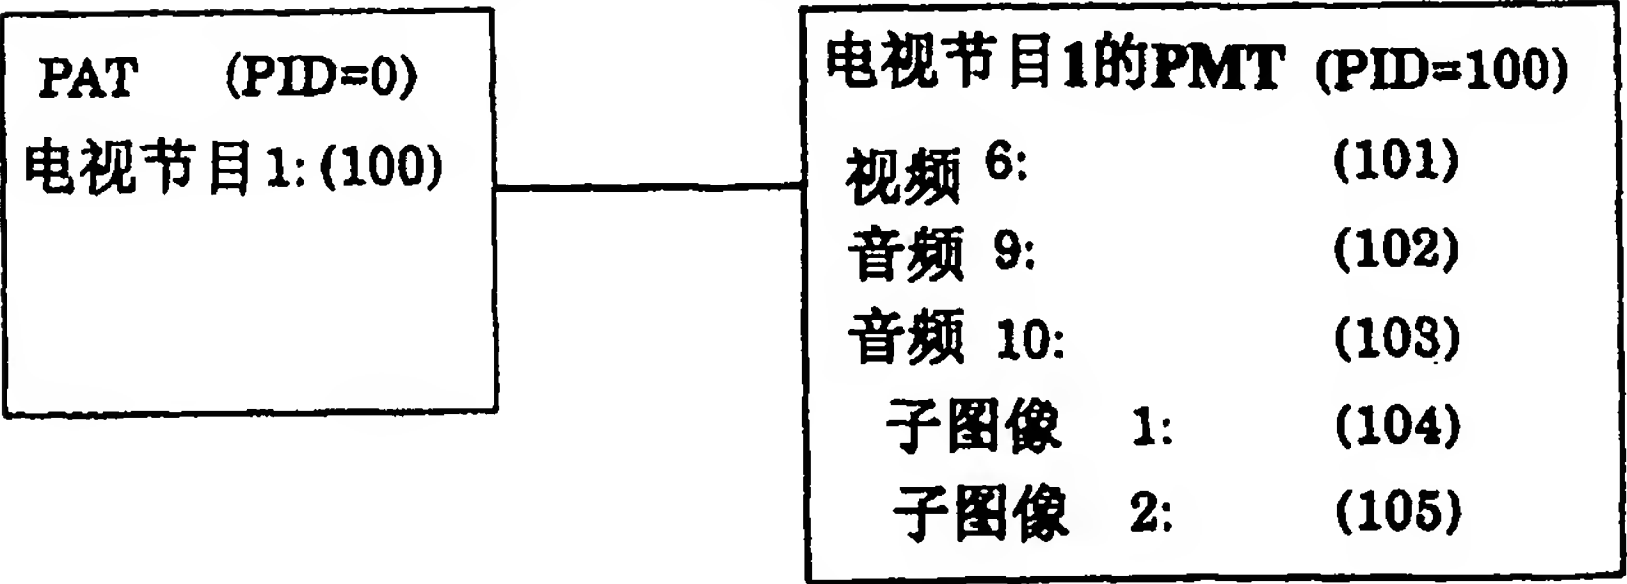 PAT (PID=0)
电视节目1:(100)
电视节目1的PMT (PID=100)
视频 6: (101)
音频 9: (102)
音频 10: (103)
子图像 1: (104)
子图像 2: (105)